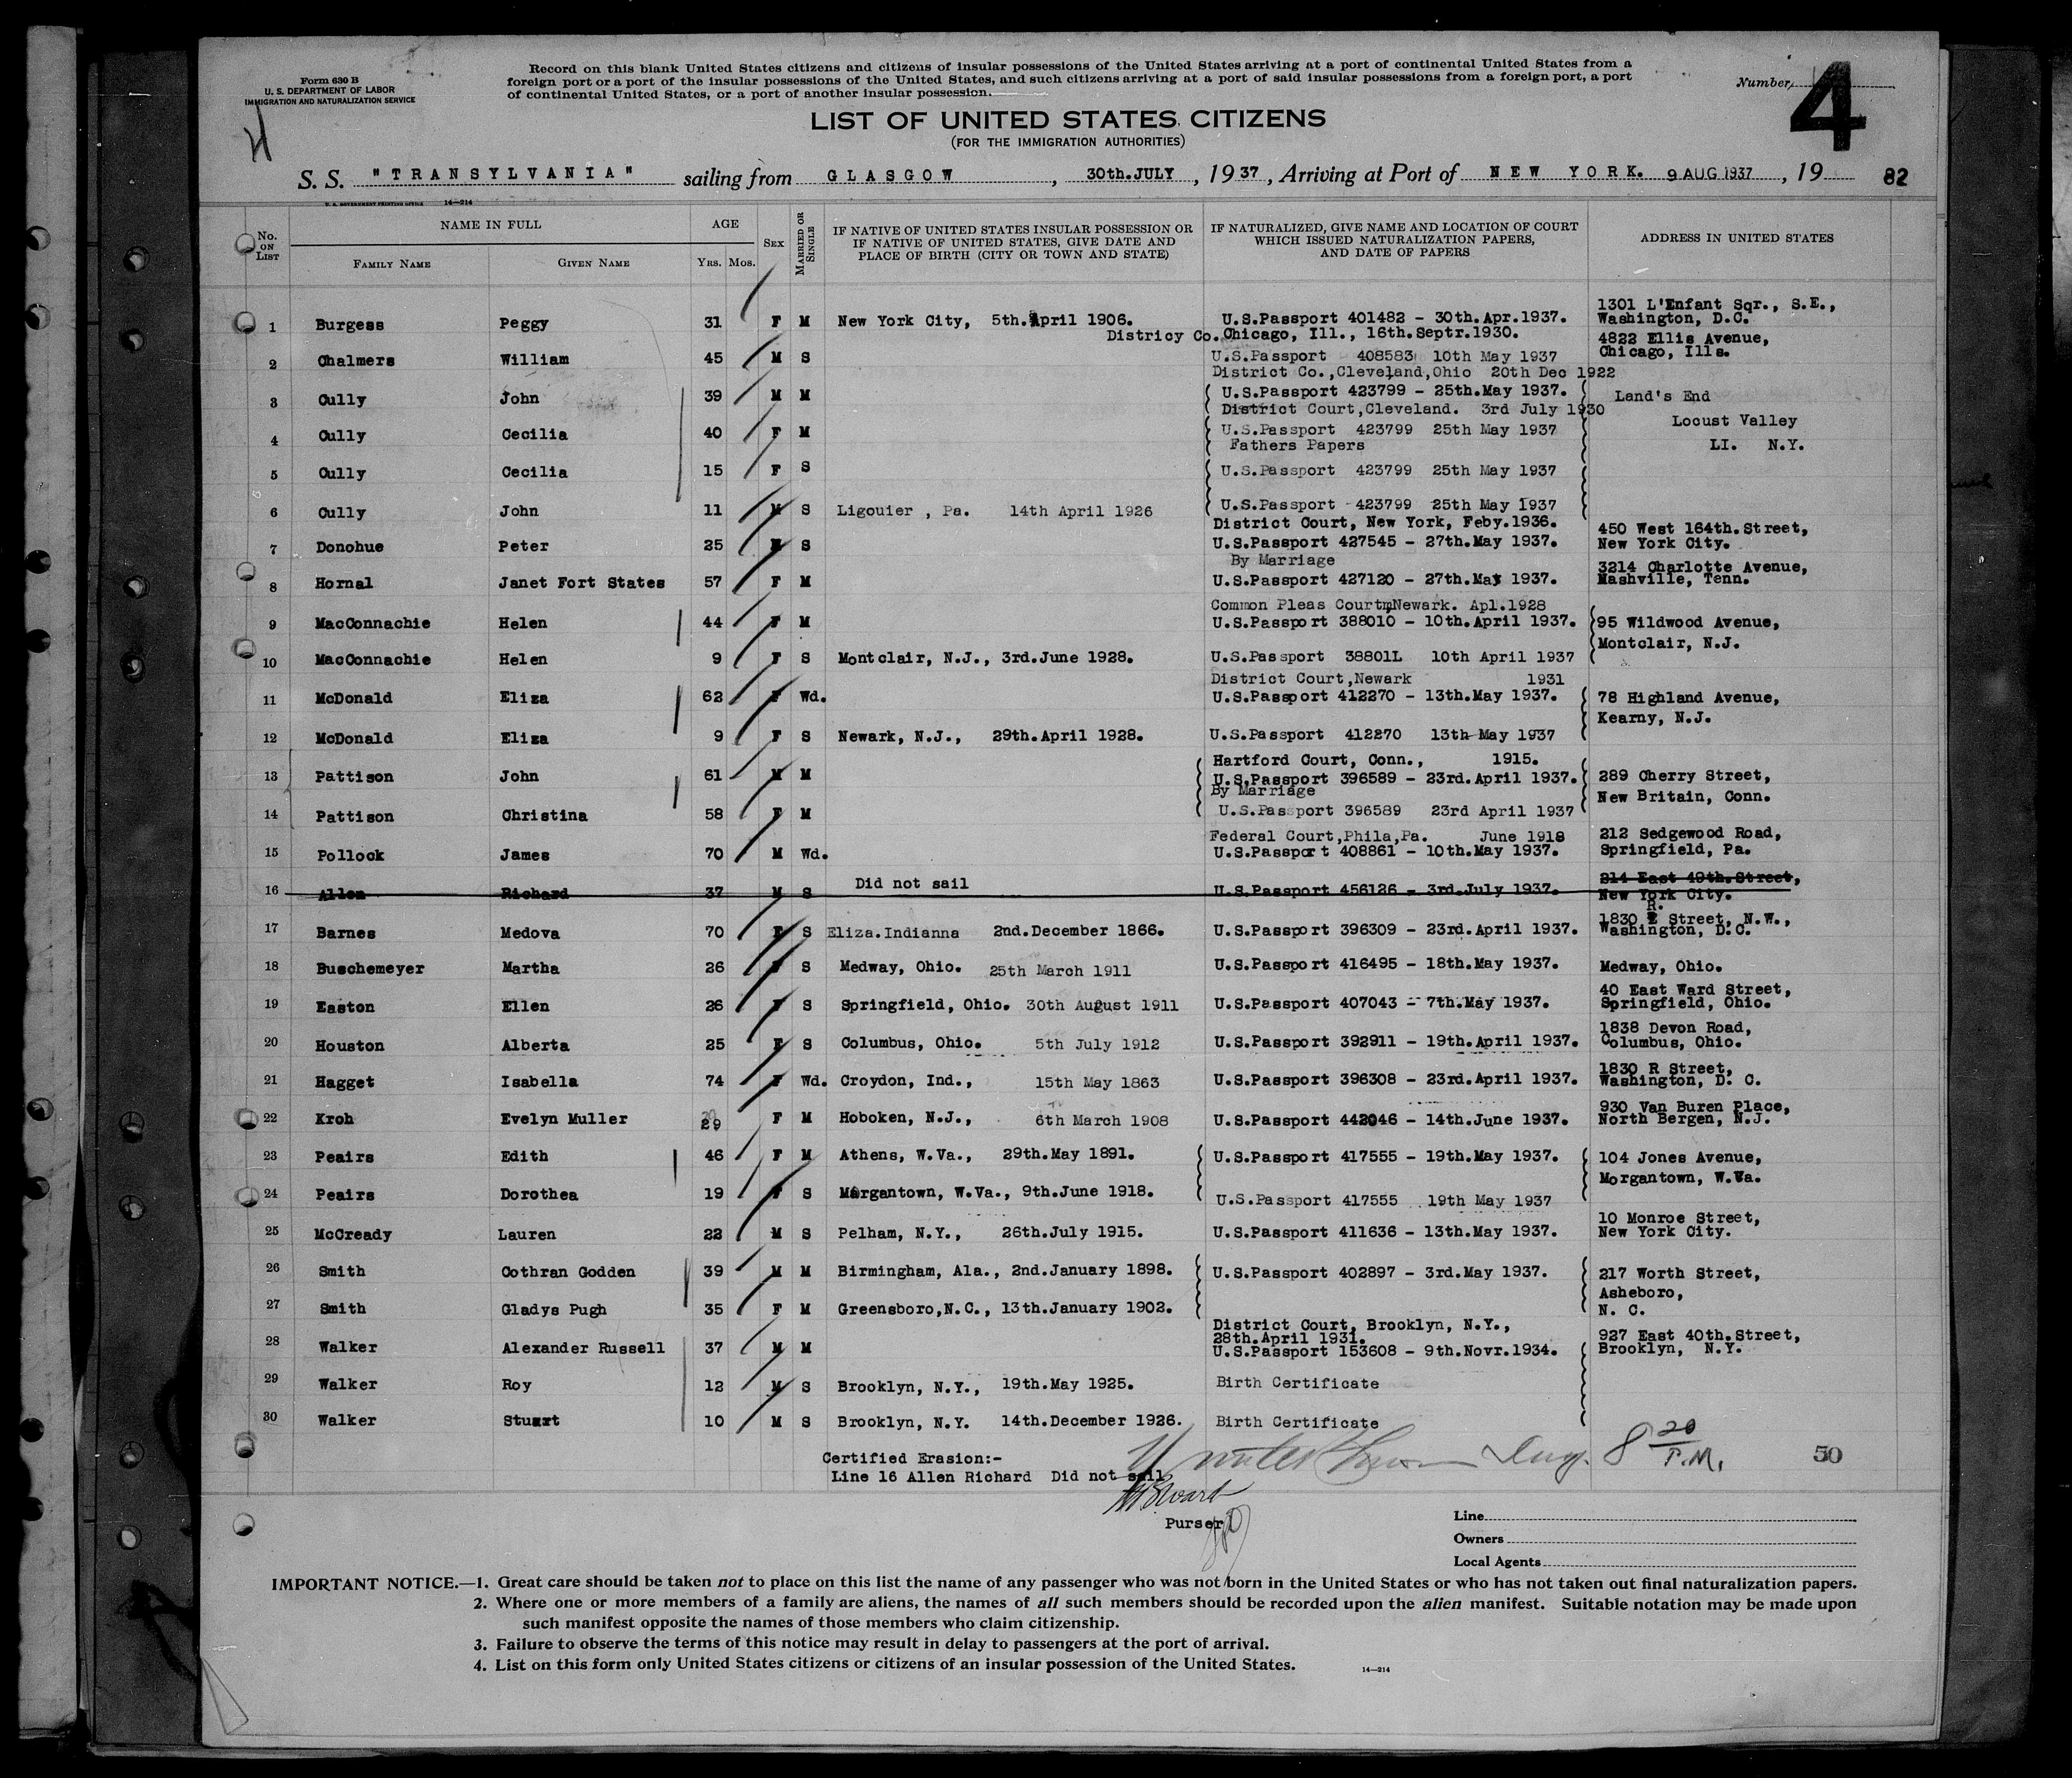 Form 630 B
U. S. DEPARTMENT OF LABOR
IMMIGRATION AND NATURALIZATION SERVICE
Record on this blank United States citizens and citizens of insular possessions of the United States arriving at a port of continental United States from a
foreign port or a port of the insular possessions of the United States, and such citizens arriving at a port of said insular possessions from a foreign port, a port
of continental United States, or a port of another insular possession.
Number 4
LIST OF UNITED STATES CITIZENS
(FOR THE IMMIGRATION AUTHORITIES)
S. S. "TRANSYLVANIA" sailing from GLASGOW, 30th.JULY, 1937, Arriving at Port of NEW YORK. 9 AUG 1937, 19 82
U. S. GOVERNMENT PRINTING OFFICE 14—214
No. ON LIST
NAME IN FULL
FAMILY NAME GIVEN NAME
AGE
YRS. MOS.
SEX
MARRIED OR SINGLE
IF NATIVE OF UNITED STATES INSULAR POSSESSION OR
IF NATIVE OF UNITED STATES, GIVE DATE AND
PLACE OF BIRTH (CITY OR TOWN AND STATE)
IF NATURALIZED, GIVE NAME AND LOCATION OF COURT
WHICH ISSUED NATURALIZATION PAPERS,
AND DATE OF PAPERS
ADDRESS IN UNITED STATES
1301 L'Enfant Sqr., S.E.,
1 Burgess Peggy 31 F M New York City, 5th.April 1906. U.S.Passport 401482 - 30th.Apr.1937. Washington, D.C.
Districy Co.Chicago, Ill., 16th.Septr.1930. 4822 Ellis Avenue,
2 Chalmers William 45 M S U.S.Passport 408583 10th May 1937 Chicago, Ills.
District Co.,Cleveland,Ohio 20th Dec 1922
3 Cully John 39 M M U.S.Passport 423799 - 25th.May 1937. Land's End
District Court,Cleveland. 3rd July 1930
4 Cully Cecilia 40 F M U.S.Passport 423799 25th May 1937 Locust Valley
Fathers Papers LI. N.Y.
5 Cully Cecilia 15 F S U.S.Passport 423799 25th May 1937
6 Cully John 11 M S Ligouier , Pa. 14th April 1926 U.S.Passport 423799 25th May 1937
District Court, New York, Feby.1936. 450 West 164th.Street,
7 Donohue Peter 25 M S U.S.Passport 427545 - 27th.May 1937. New York City.
By Marriage 3214 Charlotte Avenue,
8 Hornal Janet Fort States 57 F M U.S.Passport 427120 - 27th.May 1937. Nashville, Tenn.
Common Pleas Court,Newark. Apl.1928
9 MacConnachie Helen 44 F M U.S.Passport 388010 - 10th.April 1937. 95 Wildwood Avenue,
Montclair, N.J.
10 MacConnachie Helen 9 F S Montclair, N.J., 3rd.June 1928. U.S.Passport 38801L 10th April 1937
District Court,Newark 1931
11 McDonald Eliza 62 F Wd. U.S.Passport 412270 - 13th.May 1937. 78 Highland Avenue,
Kearny, N.J.
12 McDonald Eliza 9 F S Newark, N.J., 29th.April 1928. U.S.Passport 412270 13th May 1937
Hartford Court, Conn., 1915.
13 Pattison John 61 M M U.S.Passport 396589 - 23rd.April 1937. 289 Cherry Street,
By Marriage New Britain, Conn.
14 Pattison Christina 58 F M U.S.Passport 396589 23rd April 1937
Federal Court,Phila,Pa. June 1918 212 Sedgewood Road,
15 Pollock James 70 M Wd. U.S.Passport 408861 - 10th.May 1937. Springfield, Pa.
Did not sail 214 East 49th.Street,
16 Allen Richard 37 M S U.S.Passport 456126 - 3rd.July 1937. New York City.
R.
1830 Street, N.W.,
17 Barnes Medova 70 F S Eliza.Indianna 2nd.December 1866. U.S.Passport 396309 - 23rd.April 1937. Washington, D.C.
18 Buschemeyer Martha 26 F S Medway, Ohio. 25th March 1911 U.S.Passport 416495 - 18th.May 1937. Medway, Ohio.
40 East Ward Street,
19 Easton Ellen 26 F S Springfield, Ohio. 30th August 1911 U.S.Passport 407043 - 7th.May 1937. Springfield, Ohio.
1838 Devon Road,
20 Houston Alberta 25 F S Columbus, Ohio. 5th July 1912 U.S.Passport 392911 - 19th.April 1937. Columbus, Ohio.
1830 R Street,
21 Hagget Isabella 74 F Wd. Croydon, Ind., 15th May 1863 U.S.Passport 396308 - 23rd.April 1937. Washington, D. C.
930 Van Buren Place,
22 Kroh Evelyn Muller 29 F M Hoboken, N.J., 6th March 1908 U.S.Passport 442046 - 14th.June 1937. North Bergen, N.J.
23 Peairs Edith 46 F M Athens, W.Va., 29th.May 1891. U.S.Passport 417555 - 19th.May 1937. 104 Jones Avenue,
Morgantown, W.Va.
24 Peairs Dorothea 19 F S Margantown, W.Va., 9th.June 1918. U.S.Passport 417555 19th May 1937
10 Monroe Street,
25 McCready Lauren 22 M S Pelham, N.Y., 26th.July 1915. U.S.Passport 411636 - 13th.May 1937. New York City.
26 Smith Cothran Godden 39 M M Birmingham, Ala., 2nd.January 1898. U.S.Passport 402897 - 3rd.May 1937. 217 Worth Street,
Asheboro,
27 Smith Gladys Pugh 35 F M Greensboro,N.C., 13th.January 1902. N. C.
District Court, Brooklyn, N.Y.,
28th.April 1931. 927 East 40th.Street,
28 Walker Alexander Russell 37 M M U.S.Passport 153608 - 9th.Novr.1934. Brooklyn, N.Y.
29 Walker Roy 12 M S Brooklyn, N.Y., 19th.May 1925. Birth Certificate
30 Walker Stuart 10 M S Brooklyn, N.Y. 14th.December 1926. Birth Certificate
Certified Erasion:-
Line 16 Allen Richard Did not sail
Aug. 8 20 P.M. 50
Purser
Line
Owners
Local Agents
IMPORTANT NOTICE.—1. Great care should be taken not to place on this list the name of any passenger who was not born in the United States or who has not taken out final naturalization papers.
2. Where one or more members of a family are aliens, the names of all such members should be recorded upon the alien manifest. Suitable notation may be made upon
such manifest opposite the names of those members who claim citizenship.
3. Failure to observe the terms of this notice may result in delay to passengers at the port of arrival.
4. List on this form only United States citizens or citizens of an insular possession of the United States.
14—214